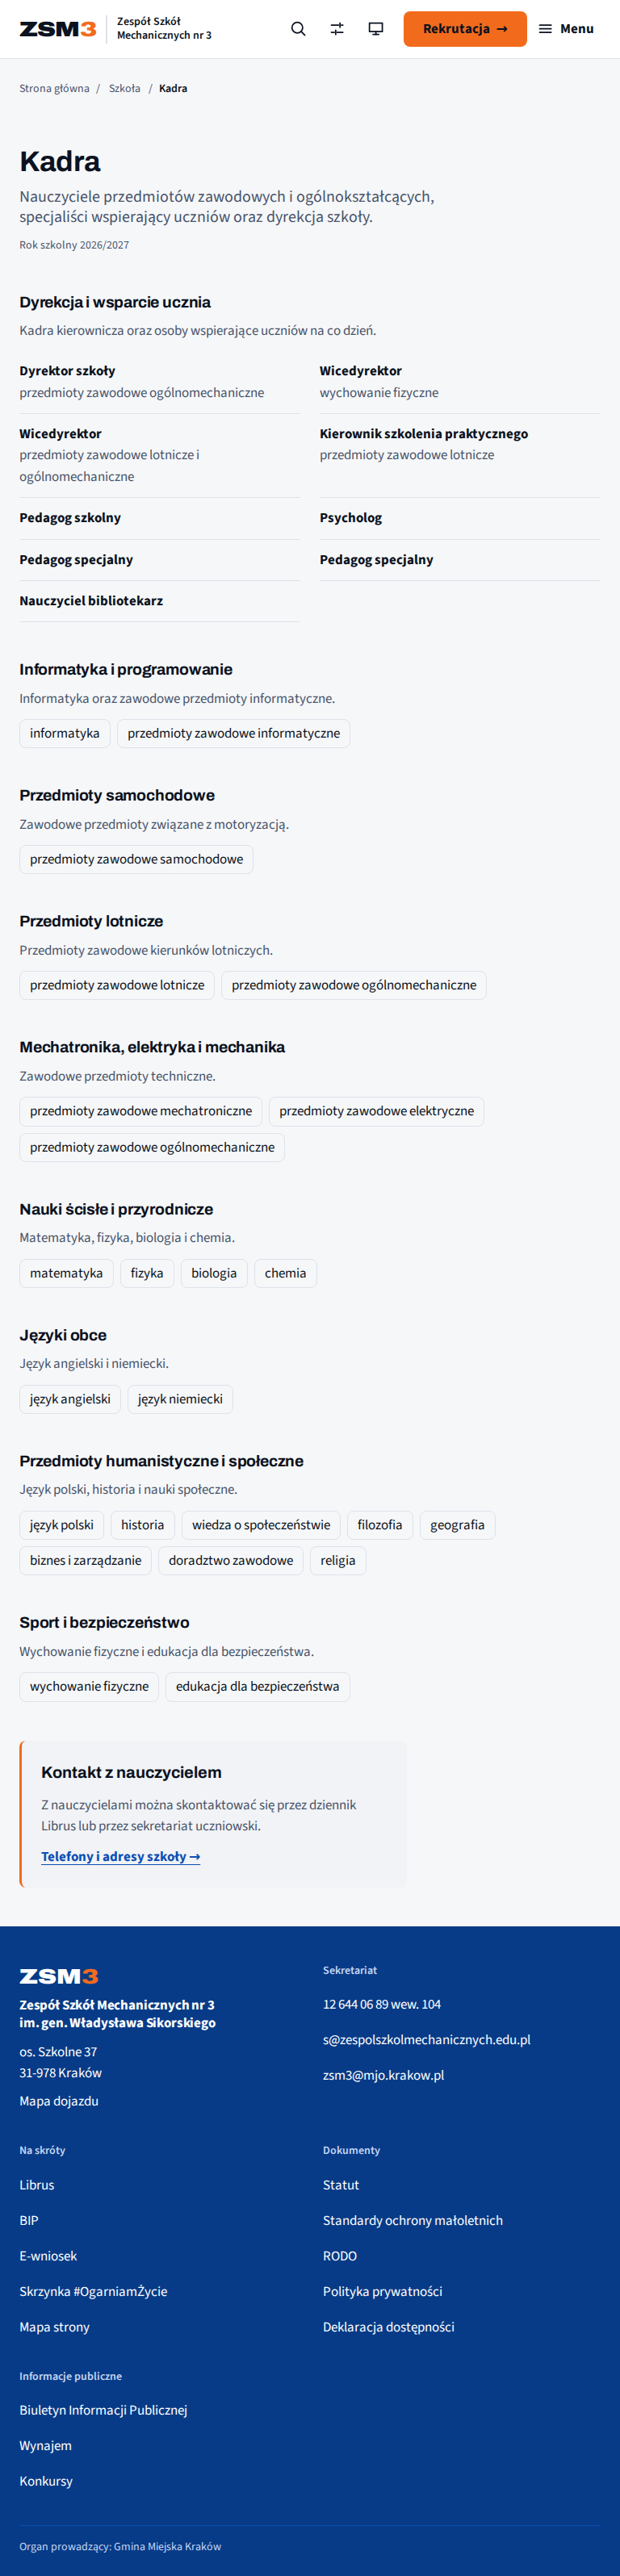 ZSM3
Zespół Szkół
Mechanicznych nr 3
Rekrutacja →
Menu
Strona główna / Szkoła / Kadra
Kadra
Nauczyciele przedmiotów zawodowych i ogólnokształcących,
specjaliści wspierający uczniów oraz dyrekcja szkoły.
Rok szkolny 2026/2027
Dyrekcja i wsparcie ucznia
Kadra kierownicza oraz osoby wspierające uczniów na co dzień.
Dyrektor szkoły
przedmioty zawodowe ogólnomechaniczne
Wicedyrektor
wychowanie fizyczne
Wicedyrektor
przedmioty zawodowe lotnicze i
ogólnomechaniczne
Kierownik szkolenia praktycznego
przedmioty zawodowe lotnicze
Pedagog szkolny
Psycholog
Pedagog specjalny
Pedagog specjalny
Nauczyciel bibliotekarz
Informatyka i programowanie
Informatyka oraz zawodowe przedmioty informatyczne.
informatyka
przedmioty zawodowe informatyczne
Przedmioty samochodowe
Zawodowe przedmioty związane z motoryzacją.
przedmioty zawodowe samochodowe
Przedmioty lotnicze
Przedmioty zawodowe kierunków lotniczych.
przedmioty zawodowe lotnicze
przedmioty zawodowe ogólnomechaniczne
Mechatronika, elektryka i mechanika
Zawodowe przedmioty techniczne.
przedmioty zawodowe mechatroniczne
przedmioty zawodowe elektryczne
przedmioty zawodowe ogólnomechaniczne
Nauki ścisłe i przyrodnicze
Matematyka, fizyka, biologia i chemia.
matematyka
fizyka
biologia
chemia
Języki obce
Język angielski i niemiecki.
język angielski
język niemiecki
Przedmioty humanistyczne i społeczne
Język polski, historia i nauki społeczne.
język polski
historia
wiedza o społeczeństwie
filozofia
geografia
biznes i zarządzanie
doradztwo zawodowe
religia
Sport i bezpieczeństwo
Wychowanie fizyczne i edukacja dla bezpieczeństwa.
wychowanie fizyczne
edukacja dla bezpieczeństwa
Kontakt z nauczycielem
Z nauczycielami można skontaktować się przez dziennik
Librus lub przez sekretariat uczniowski.
Telefony i adresy szkoły →
ZSM3
Zespół Szkół Mechanicznych nr 3
im. gen. Władysława Sikorskiego
os. Szkolne 37
31-978 Kraków
Mapa dojazdu
Sekretariat
12 644 06 89 wew. 104
s@zespolszkolmechanicznych.edu.pl
zsm3@mjo.krakow.pl
Na skróty
Librus
BIP
E-wniosek
Skrzynka #OgarniamŻycie
Mapa strony
Dokumenty
Statut
Standardy ochrony małoletnich
RODO
Polityka prywatności
Deklaracja dostępności
Informacje publiczne
Biuletyn Informacji Publicznej
Wynajem
Konkursy
Organ prowadzący: Gmina Miejska Kraków